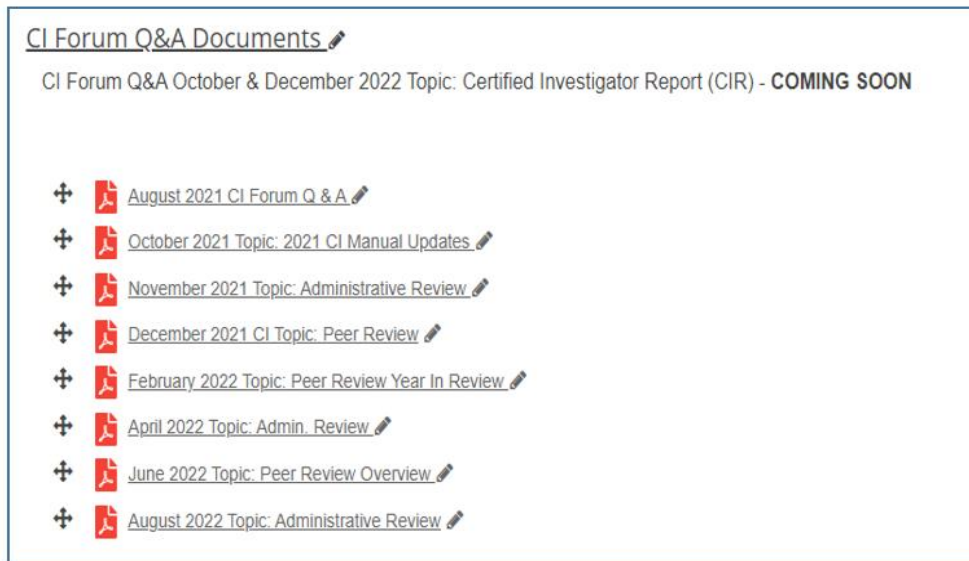 CI Forum Q&A Documents
CI Forum Q&A October & December 2022 Topic: Certified Investigator Report (CIR) - COMING SOON
August 2021 CI Forum Q & A
October 2021 Topic: 2021 CI Manual Updates
November 2021 Topic: Administrative Review
December 2021 CI Topic: Peer Review
February 2022 Topic: Peer Review Year In Review
April 2022 Topic: Admin. Review
June 2022 Topic: Peer Review Overview
August 2022 Topic: Administrative Review